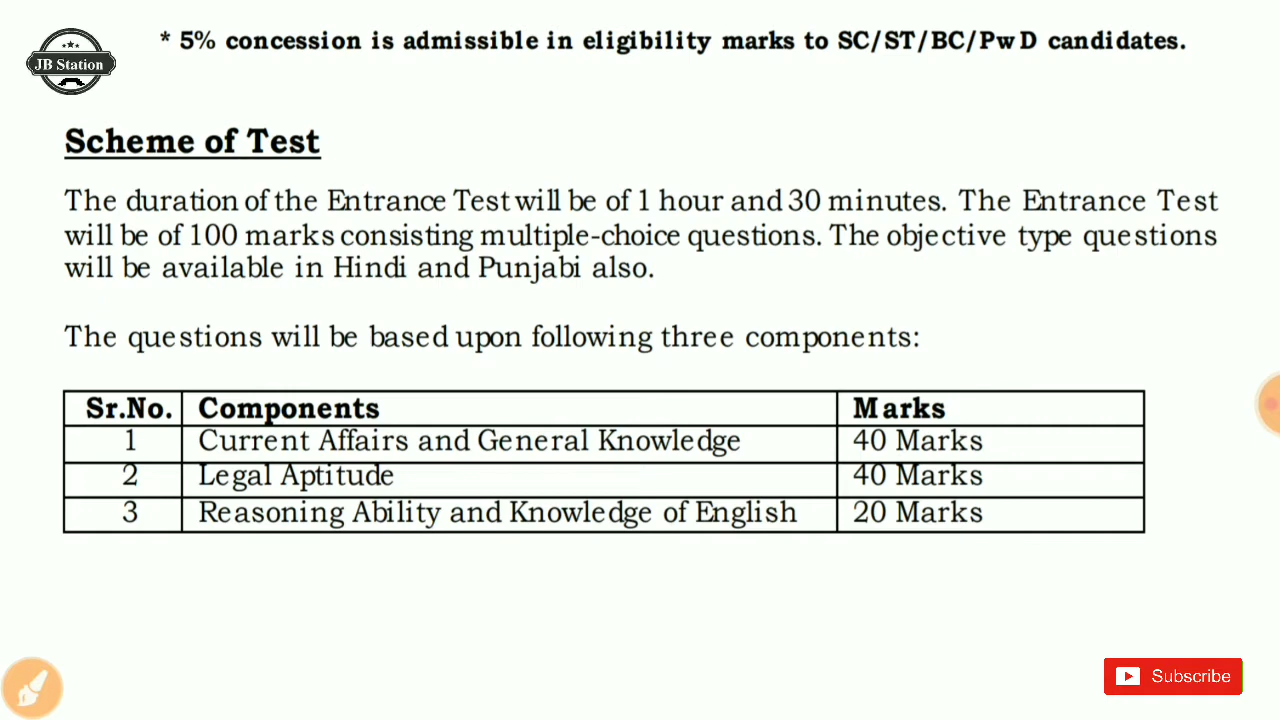 JB Station
* 5% concession is admissible in eligibility marks to SC/ST/BC/PwD candidates.
Scheme of Test
The duration of the Entrance Test will be of 1 hour and 30 minutes. The Entrance Test
will be of 100 marks consisting multiple-choice questions. The objective type questions
will be available in Hindi and Punjabi also.
The questions will be based upon following three components:
Sr.No. Components Marks
1 Current Affairs and General Knowledge 40 Marks
2 Legal Aptitude 40 Marks
3 Reasoning Ability and Knowledge of English 20 Marks
Subscribe